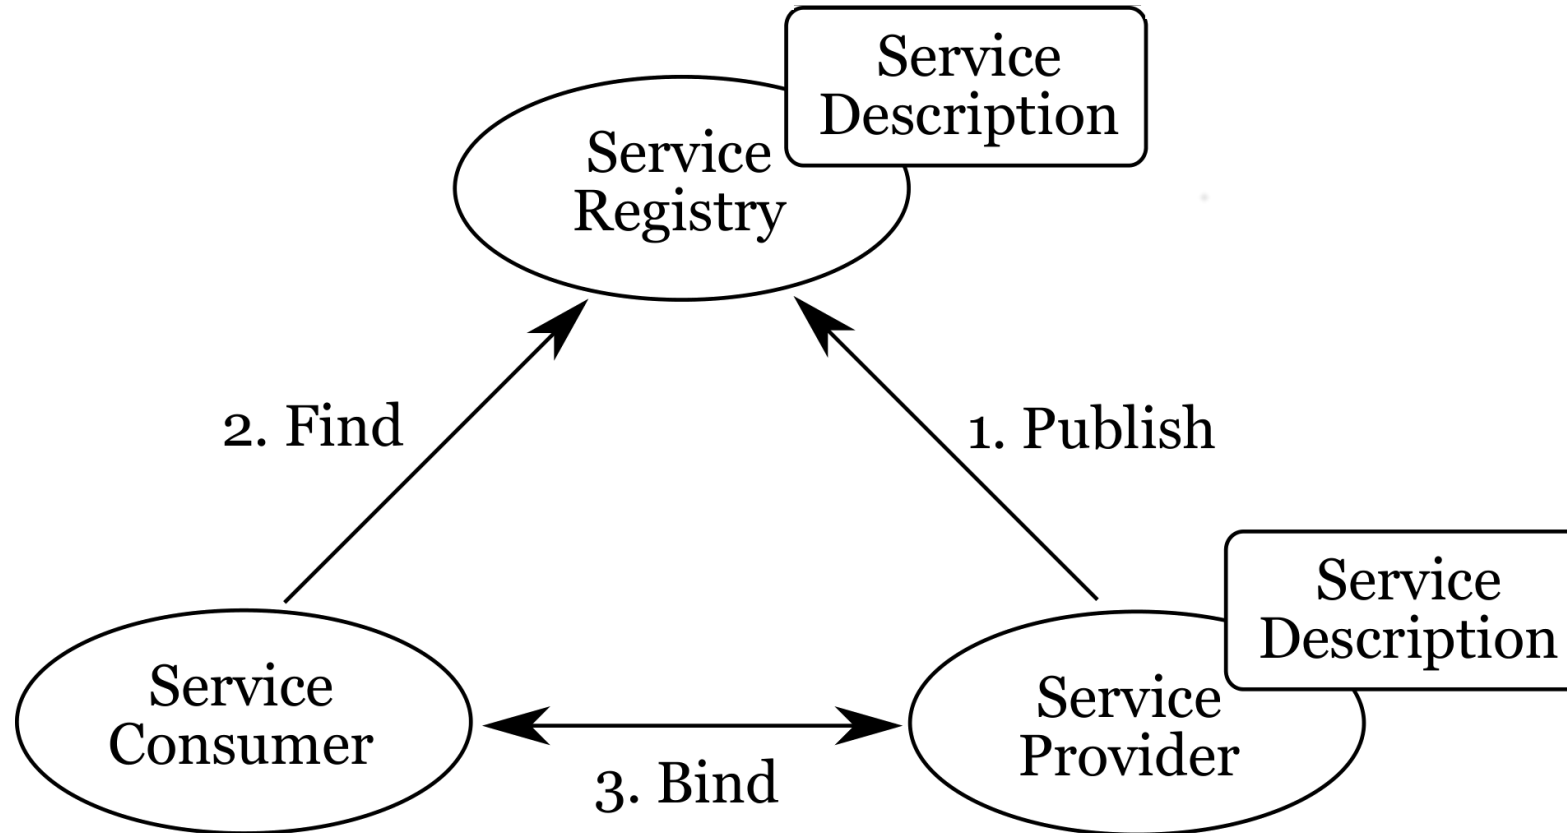 Service
Description
Service
Registry
2. Find
1. Publish
Service
Description
Service
Consumer
Service
Provider
3. Bind